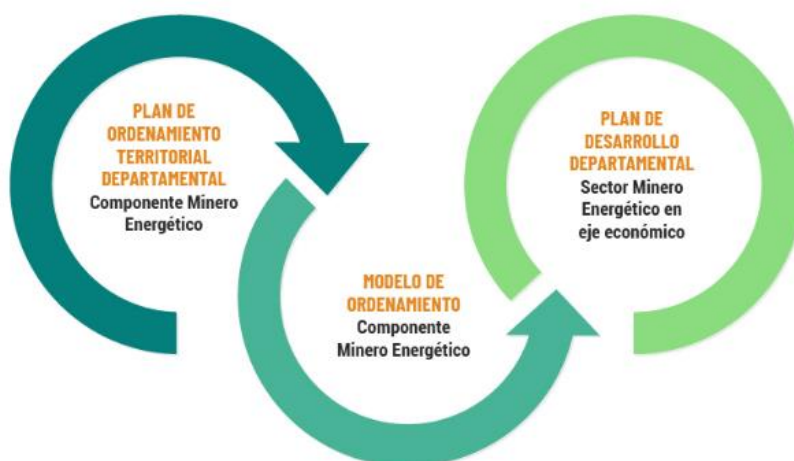 PLAN DE
ORDENAMIENTO
TERRITORIAL
DEPARTAMENTAL
Componente Minero
Energético
MODELO DE
ORDENAMIENTO
Componente
Minero Energético
PLAN DE
DESARROLLO
DEPARTAMENTAL
Sector Minero
Energético en
eje económico